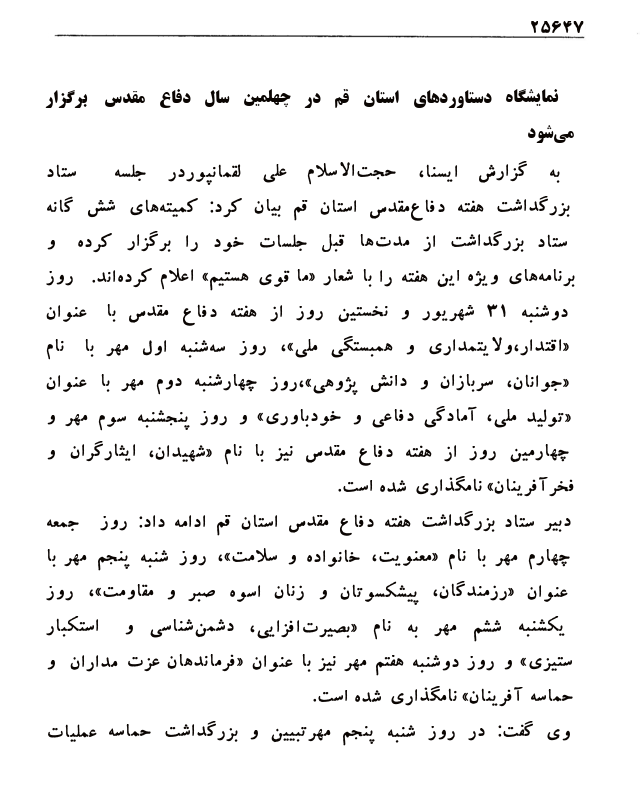 ۲۵۶۴۷
نمایشگاه دستاوردهای استان قم در چهلمین سال دفاع مقدس برگزار
می‌شود
به گزارش ایسنا، حجت‌الاسلام علی لقمانپوردر جلسه ستاد
بزرگداشت هفته دفاع‌مقدس استان قم بیان کرد: کمیته‌های شش گانه
ستاد بزرگداشت از مدت‌ها قبل جلسات خود را برگزار کرده و
برنامه‌های ویژه این هفته را با شعار «ما قوی هستیم» اعلام کرده‌اند. روز
دوشنبه ۳۱ شهریور و نخستین روز از هفته دفاع مقدس با عنوان
«اقتدار،ولایتمداری و همبستگی ملی»، روز سه‌شنبه اول مهر با نام
«جوانان، سربازان و دانش پژوهی»،روز چهارشنبه دوم مهر با عنوان
«تولید ملی، آمادگی دفاعی و خودباوری» و روز پنجشنبه سوم مهر و
چهارمین روز از هفته دفاع مقدس نیز با نام «شهیدان، ایثارگران و
فخرآفرینان» نامگذاری شده است.
دبیر ستاد بزرگداشت هفته دفاع مقدس استان قم ادامه داد: روز جمعه
چهارم مهر با نام «معنویت، خانواده و سلامت»، روز شنبه پنجم مهر با
عنوان «رزمندگان، پیشکسوتان و زنان اسوه صبر و مقاومت»، روز
یکشنبه ششم مهر به نام «بصیرت‌افزایی، دشمن‌شناسی و استکبار
ستیزی» و روز دوشنبه هفتم مهر نیز با عنوان «فرماندهان عزت مداران و
حماسه آفرینان» نامگذاری شده است.
وی گفت: در روز شنبه پنجم مهرتبیین و بزرگداشت حماسه عملیات